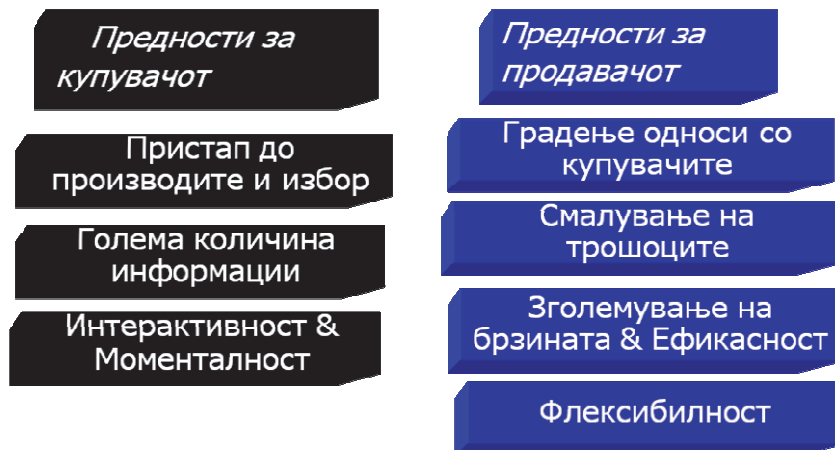 Предности за
купувачот
Пристап до
производите и избор
Голема количина
информации
Интерактивност &
Моменталност
Предности за
продавачот
Градење односи со
купувачите
Смалување на
трошоците
Зголемување на
брзината & Ефикасност
Флексибилност